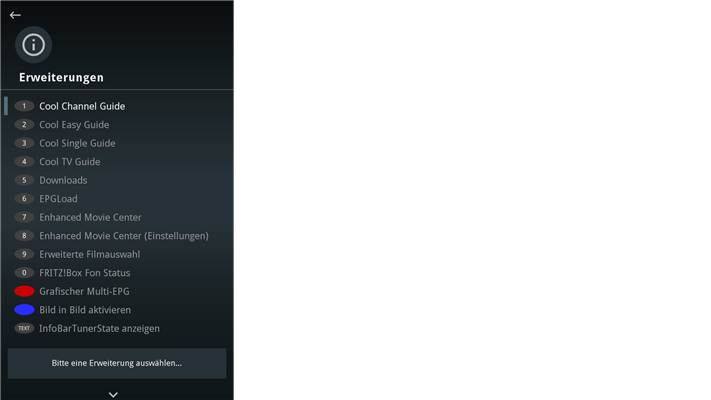 Erweiterungen
1 Cool Channel Guide
2 Cool Easy Guide
3 Cool Single Guide
4 Cool TV Guide
5 Downloads
6 EPGLoad
7 Enhanced Movie Center
8 Enhanced Movie Center (Einstellungen)
9 Erweiterte Filmauswahl
0 FRITZ!Box Fon Status
Grafischer Multi-EPG
Bild in Bild aktivieren
TEXT InfoBarTunerState anzeigen
Bitte eine Erweiterung auswählen...